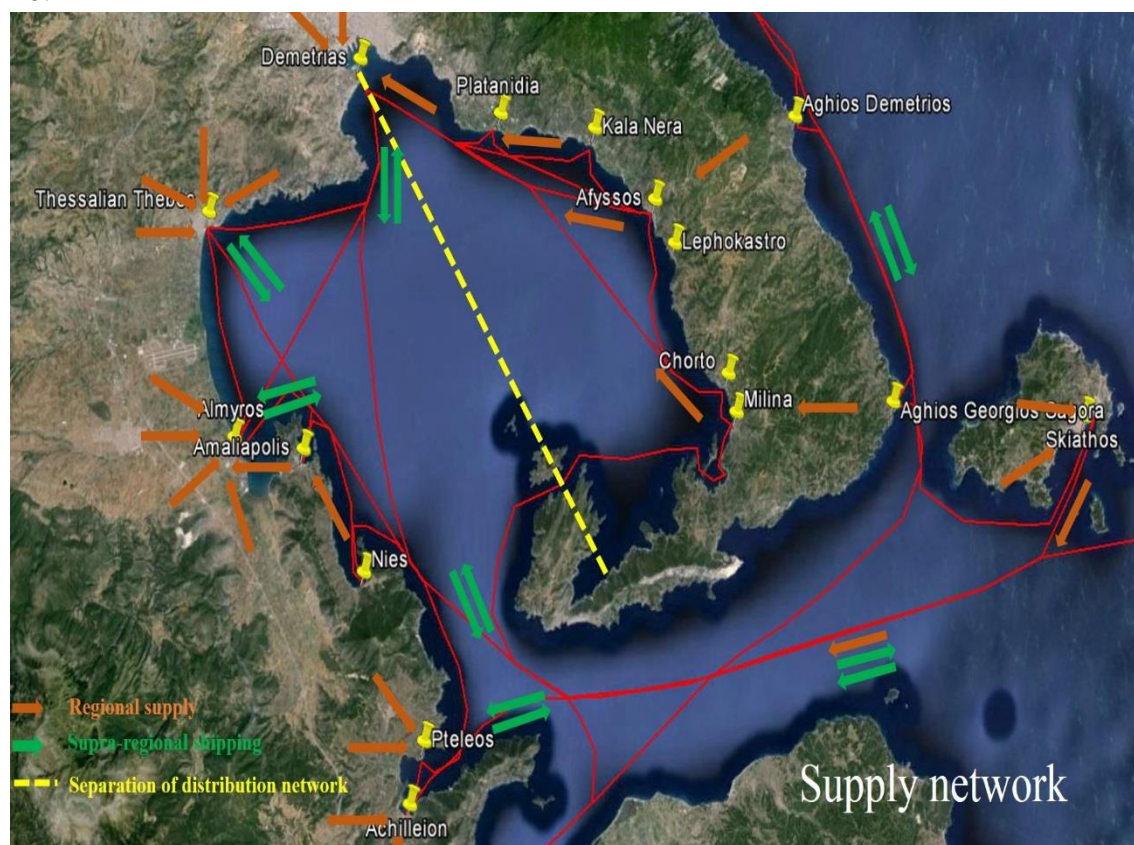 Demetrias
Platanidia
Kala Nera
Aghios Demetrios
Thessalian Thebes
Afyssos
Lephokastro
Chorto
Milina
Aghios Georgios Sagora
Skiathos
Almyros
Amaliapolis
Nies
Pteleos
Achilleion
Regional supply
Supra-regional shipping
Separation of distribution network
Supply network